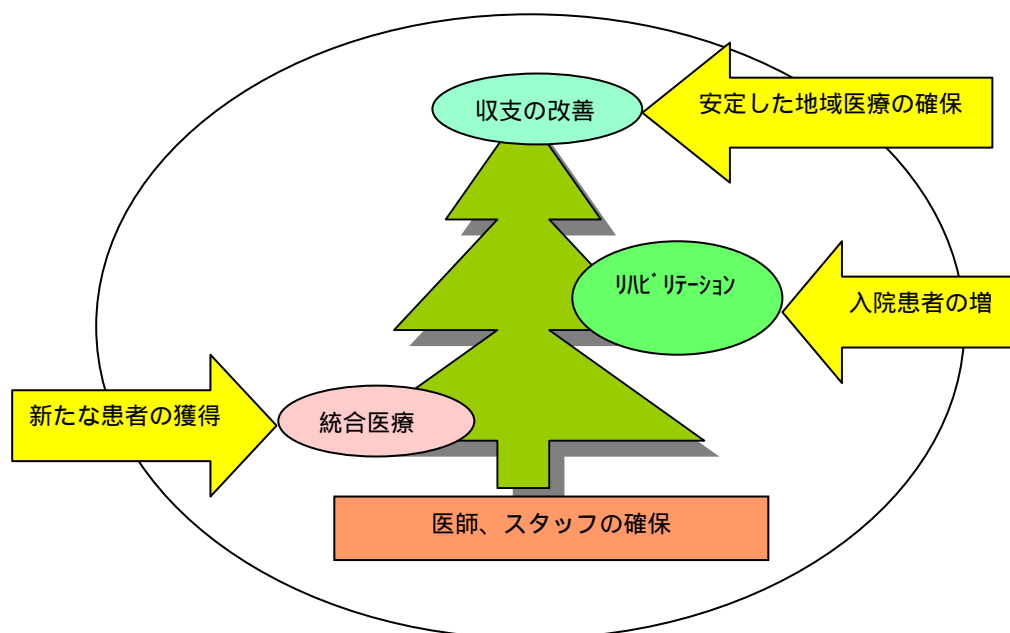 収支の改善
安定した地域医療の確保
ﾘﾊﾋﾞﾘﾃｰｼｮﾝ
入院患者の増
新たな患者の獲得
統合医療
医師、スタッフの確保